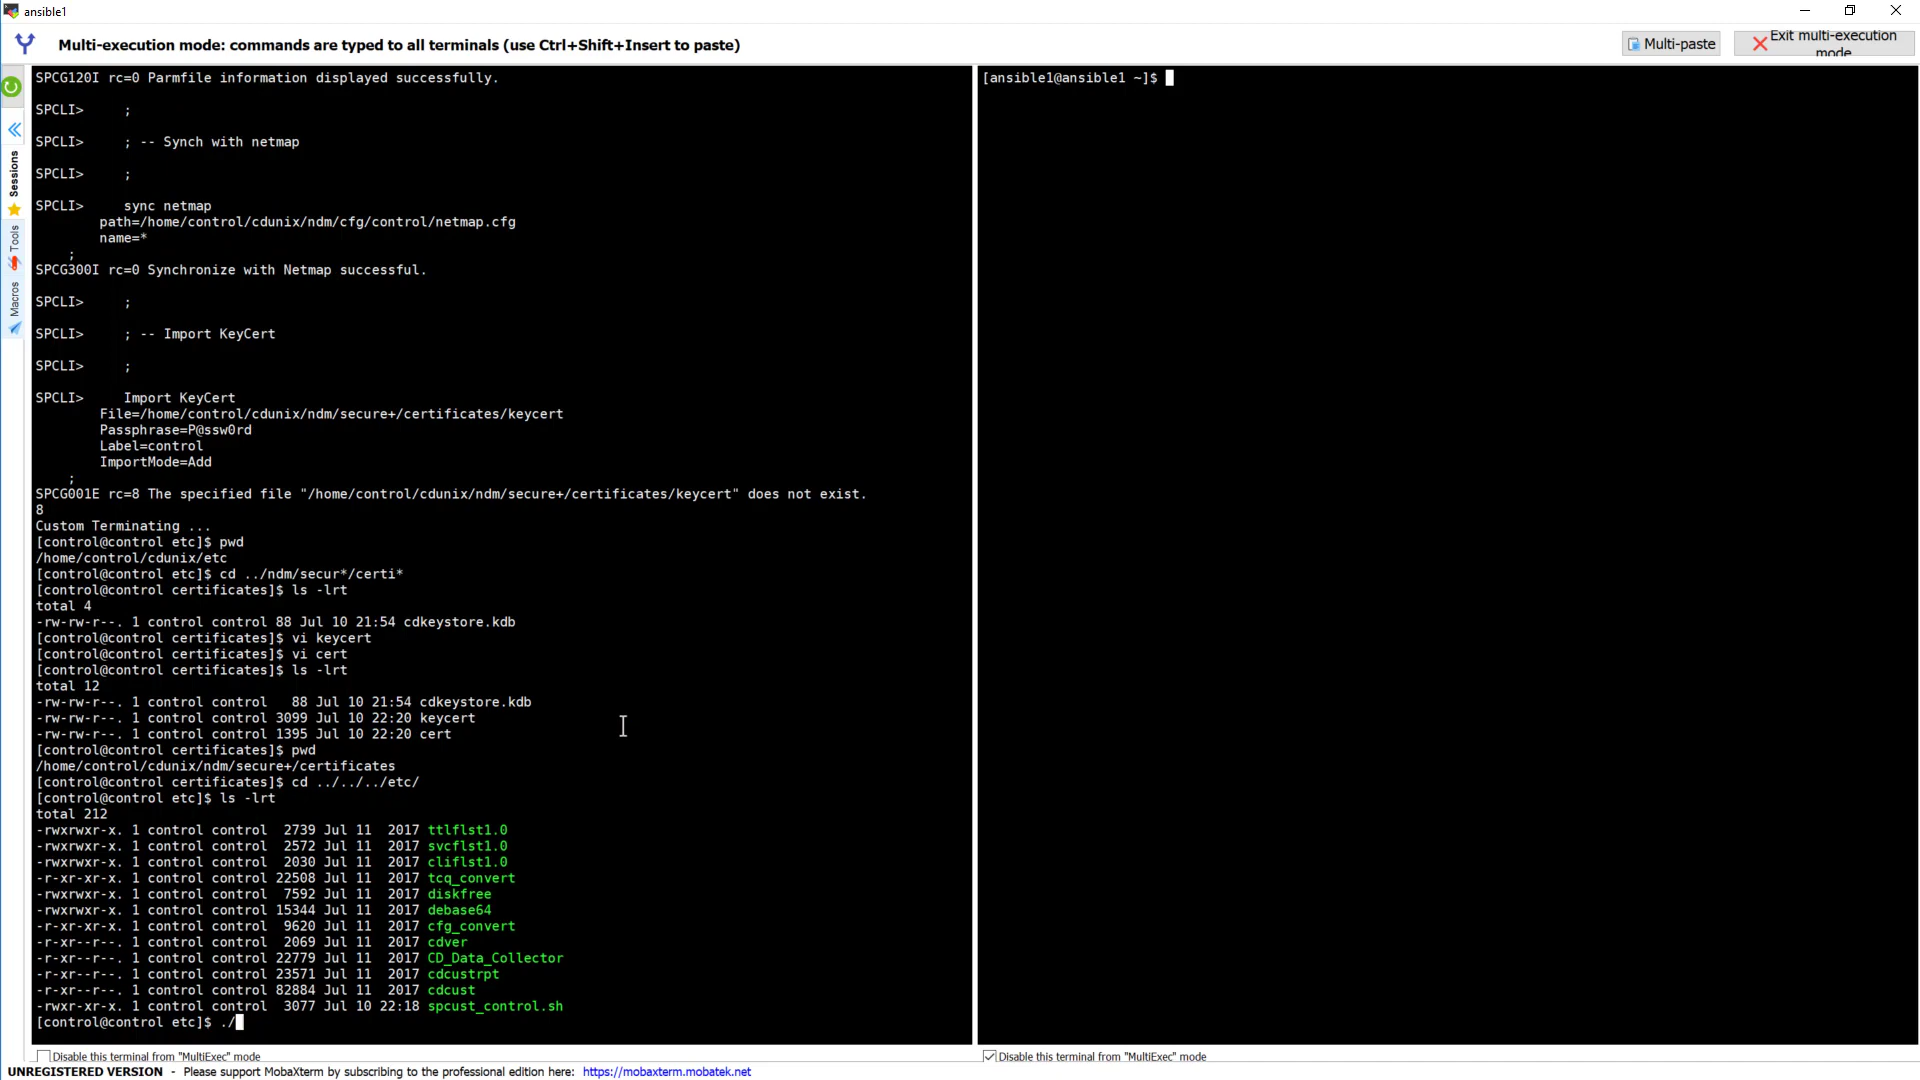 ansible1
Multi-execution mode: commands are typed to all terminals (use Ctrl+Shift+Insert to paste)
Multi-paste
Exit multi-execution mode
Sessions
Tools
Macros
SPCG120I rc=0 Parmfile information displayed successfully.
SPCLI>     ;
SPCLI>     ; -- Synch with netmap
SPCLI>     ;
SPCLI>     sync netmap
        path=/home/control/cdunix/ndm/cfg/control/netmap.cfg
        name=*
    ;
SPCG300I rc=0 Synchronize with Netmap successful.
SPCLI>     ;
SPCLI>     ; -- Import KeyCert
SPCLI>     ;
SPCLI>     Import KeyCert
        File=/home/control/cdunix/ndm/secure+/certificates/keycert
        Passphrase=P@ssw0rd
        Label=control
        ImportMode=Add
    ;
SPCG001E rc=8 The specified file "/home/control/cdunix/ndm/secure+/certificates/keycert" does not exist.
8
Custom Terminating ...
[control@control etc]$ pwd
/home/control/cdunix/etc
[control@control etc]$ cd ../ndm/secur*/certi*
[control@control certificates]$ ls -lrt
total 4
-rw-rw-r--. 1 control control 88 Jul 10 21:54 cdkeystore.kdb
[control@control certificates]$ vi keycert
[control@control certificates]$ vi cert
[control@control certificates]$ ls -lrt
total 12
-rw-rw-r--. 1 control control   88 Jul 10 21:54 cdkeystore.kdb
-rw-rw-r--. 1 control control 3099 Jul 10 22:20 keycert
-rw-rw-r--. 1 control control 1395 Jul 10 22:20 cert
[control@control certificates]$ pwd
/home/control/cdunix/ndm/secure+/certificates
[control@control certificates]$ cd ../../../etc/
[control@control etc]$ ls -lrt
total 212
-rwxrwxr-x. 1 control control  2739 Jul 11  2017 ttlflst1.0
-rwxrwxr-x. 1 control control  2572 Jul 11  2017 svcflst1.0
-rwxrwxr-x. 1 control control  2030 Jul 11  2017 cliflst1.0
-r-xr-xr-x. 1 control control 22508 Jul 11  2017 tcq_convert
-rwxrwxr-x. 1 control control  7592 Jul 11  2017 diskfree
-rwxrwxr-x. 1 control control 15344 Jul 11  2017 debase64
-r-xr-xr-x. 1 control control  9620 Jul 11  2017 cfg_convert
-r-xr--r--. 1 control control  2069 Jul 11  2017 cdver
-r-xr--r--. 1 control control 22779 Jul 11  2017 CD_Data_Collector
-r-xr--r--. 1 control control 23571 Jul 11  2017 cdcustrpt
-r-xr--r--. 1 control control 82884 Jul 11  2017 cdcust
-rwxr-xr-x. 1 control control  3077 Jul 10 22:18 spcust_control.sh
[control@control etc]$ ./
[ansible1@ansible1 ~]$
Disable this terminal from "MultiExec" mode
Disable this terminal from "MultiExec" mode
UNREGISTERED VERSION  -  Please support MobaXterm by subscribing to the professional edition here:  https://mobaxterm.mobatek.net